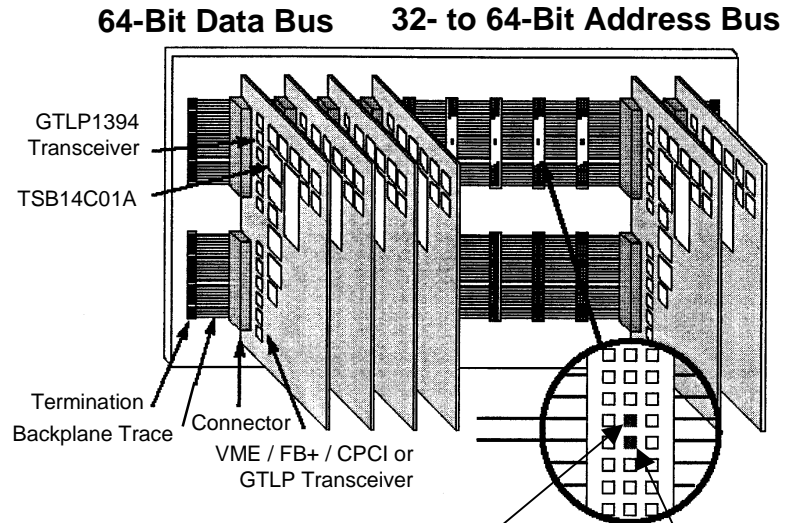 64-Bit Data Bus
32- to 64-Bit Address Bus
GTLP1394
Transceiver
TSB14C01A
Termination
Backplane Trace
Connector
VME / FB+ / CPCI or
GTLP Transceiver